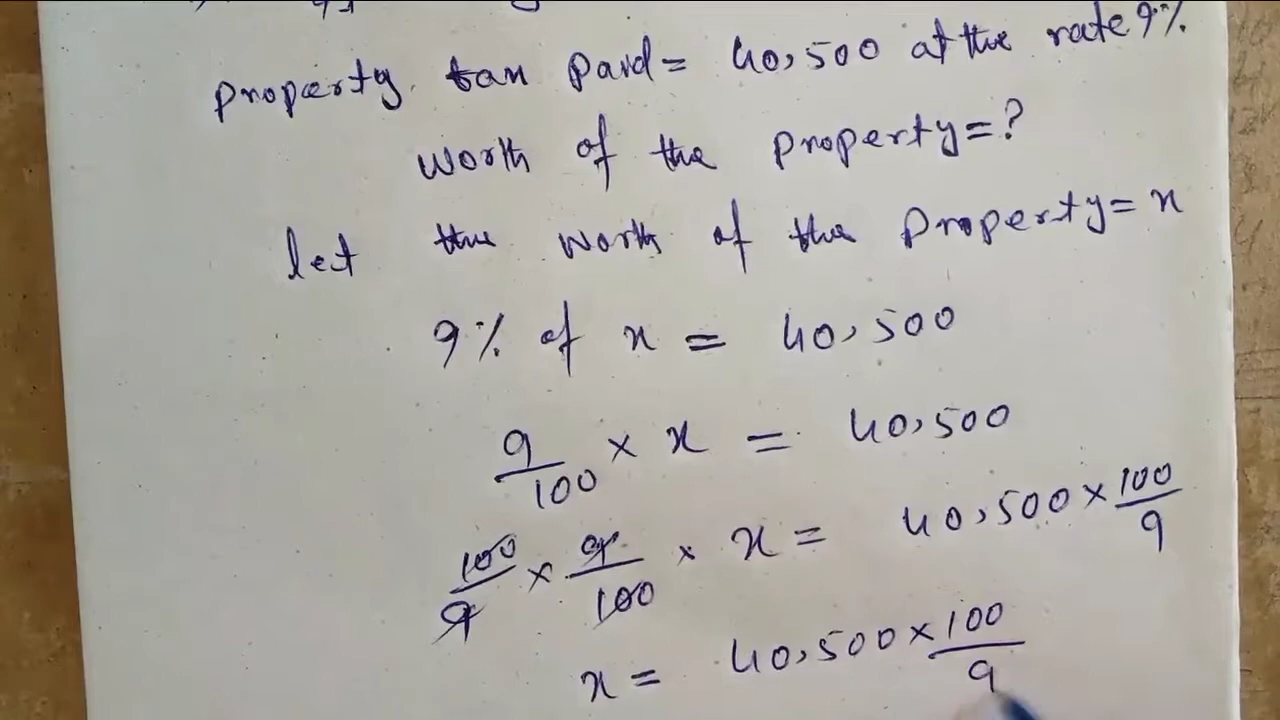 Property tax Paid= 40,500 at the rate 9%
worth of the property=?
let the worth of the Property= x
9% of x = 40,500
9/100 × x = 40,500
100/9 × 9/100 × x = 40,500 × 100/9
x = 40,500 × 100/9